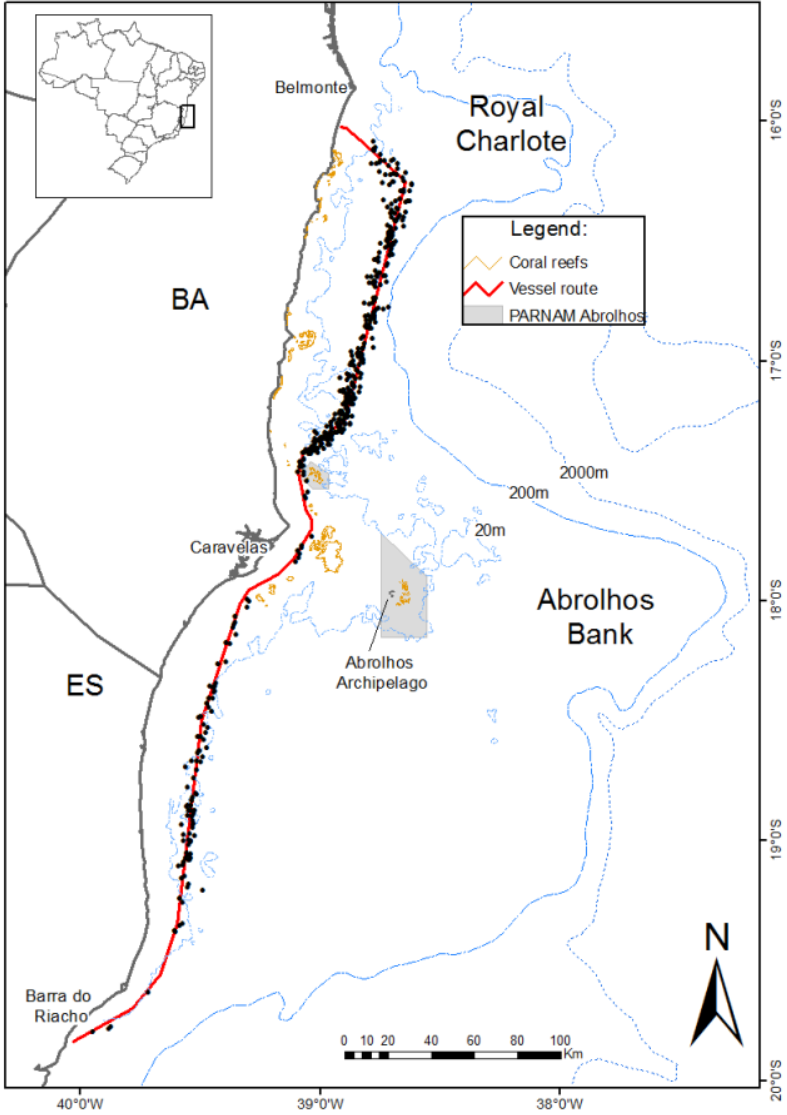 Belmonte
Royal
Charlote
16°0'S
Legend:
Coral reefs
Vessel route
PARNAM Abrolhos
BA
17°0'S
2000m
200m
20m
Caravelas
Abrolhos
Bank
18°0'S
Abrolhos
Archipelago
ES
19°0'S
N
Barra do
Riacho
0 10 20 40 60 80 100
Km
20°0'S
40°0'W
39°0'W
38°0'W